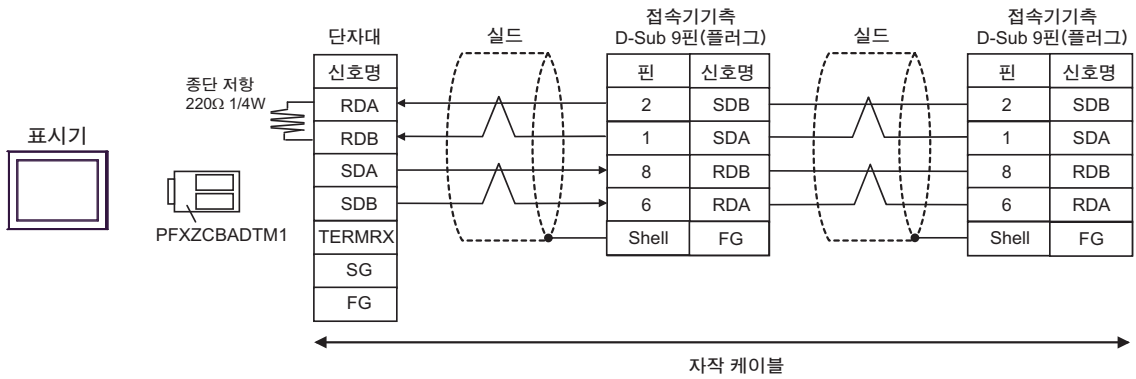 표시기
PFXZCBADTM1
종단 저항
220Ω 1/4W
단자대
신호명
RDA
RDB
SDA
SDB
TERMRX
SG
FG
실드
접속기기측
D-Sub 9핀(플러그)
핀 신호명
2 SDB
1 SDA
8 RDB
6 RDA
Shell FG
실드
접속기기측
D-Sub 9핀(플러그)
핀 신호명
2 SDB
1 SDA
8 RDB
6 RDA
Shell FG
자작 케이블